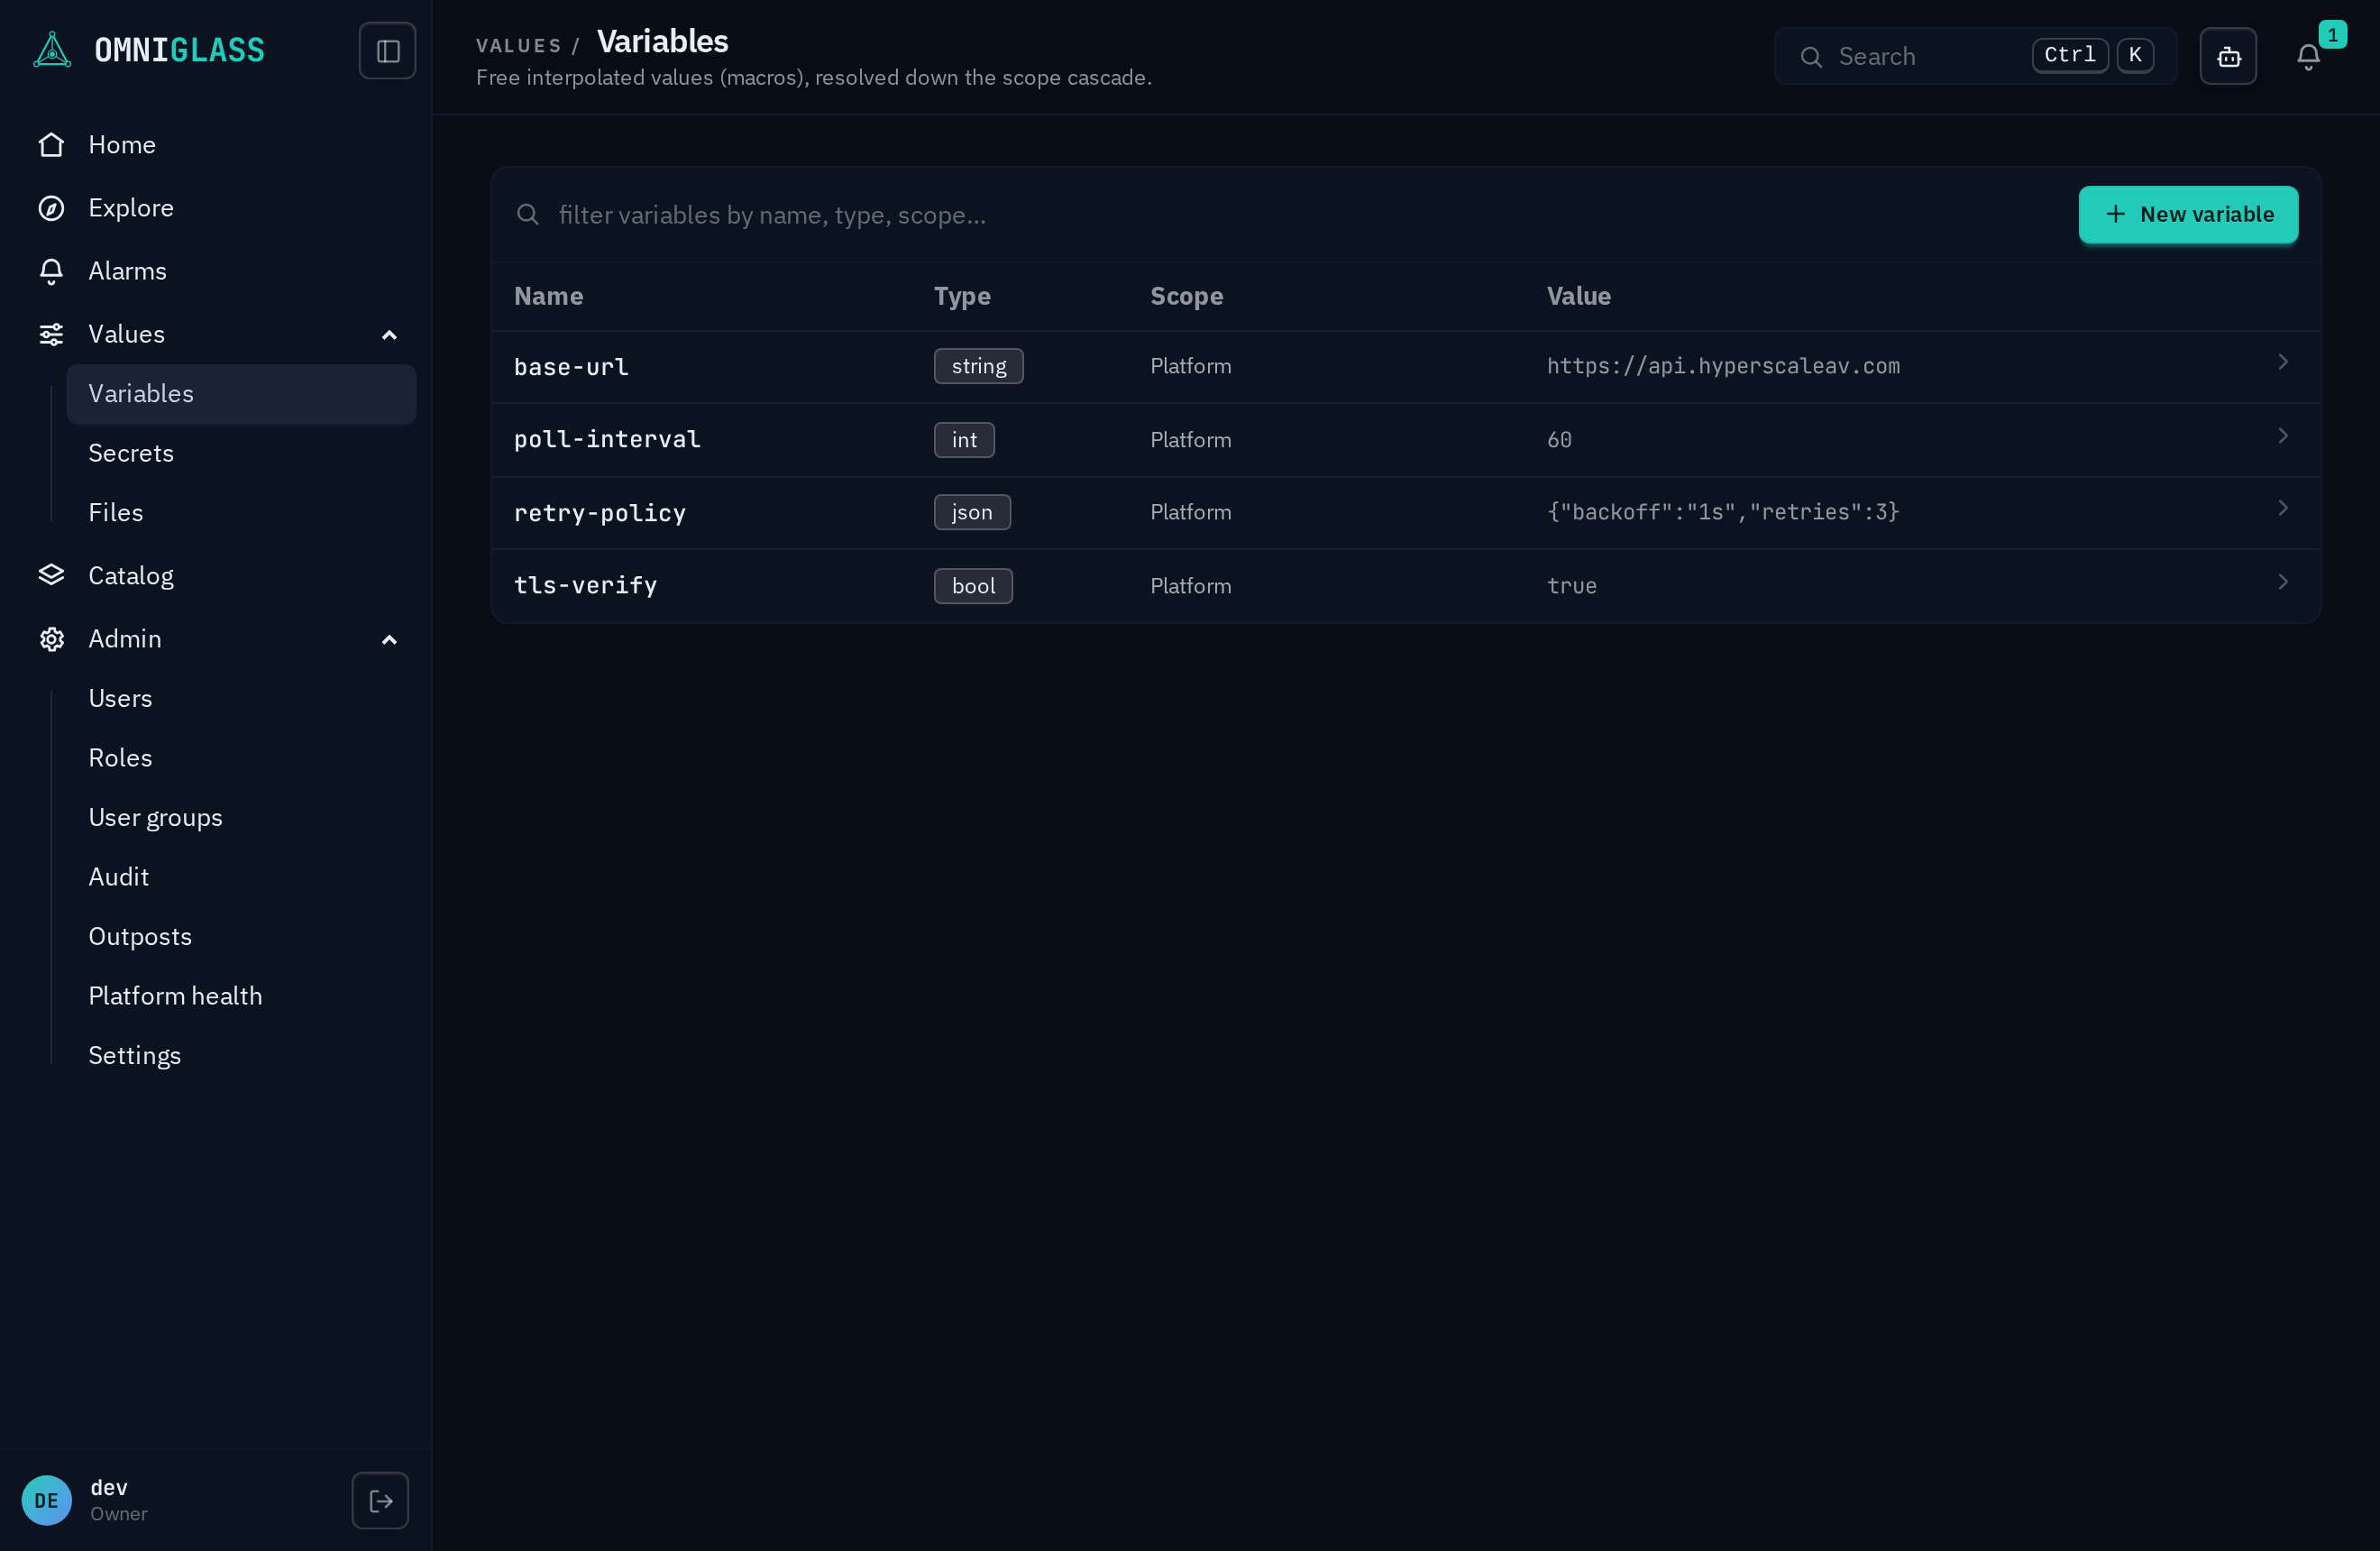 OMNIGLASS
Home
Explore
Alarms
Values
Variables
Secrets
Files
Catalog
Admin
Users
Roles
User groups
Audit
Outposts
Platform health
Settings
DE
dev
Owner
VALUES / Variables
Free interpolated values (macros), resolved down the scope cascade.
Search Ctrl K
1
filter variables by name, type, scope...
New variable
Name Type Scope Value
base-url string Platform https://api.hyperscaleav.com
poll-interval int Platform 60
retry-policy json Platform {"backoff":"1s","retries":3}
tls-verify bool Platform true